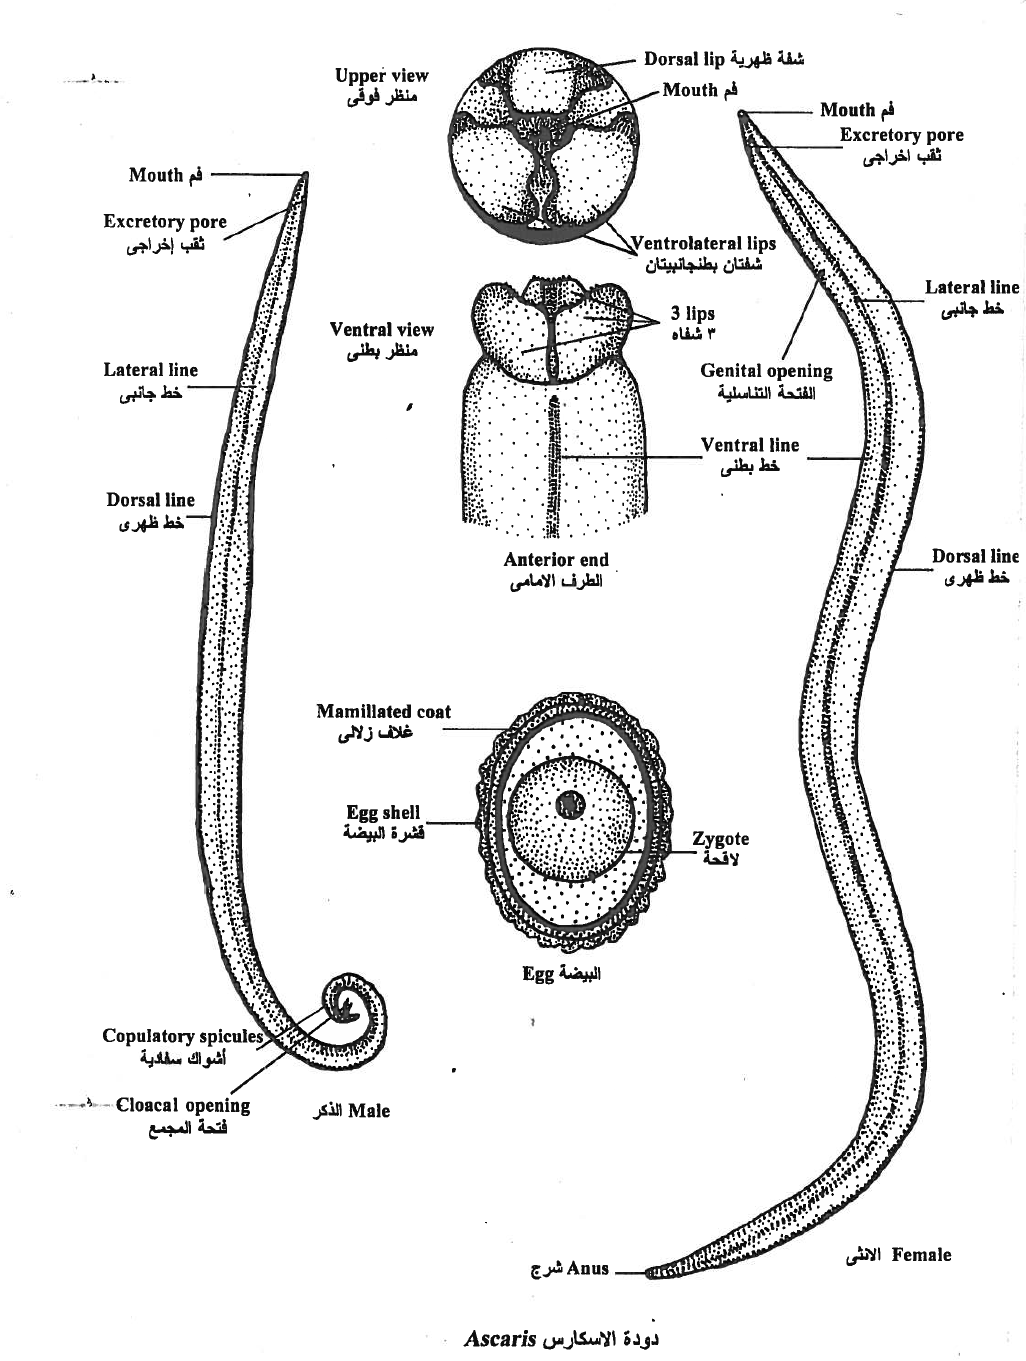 Upper view
منظر فوقى
Dorsal lip شفة ظهرية
Mouth فم
Ventrolateral lips
شفتان بطنجانبيتان
Ventral view
منظر بطنى
3 lips
٣ شفاه
Ventral line
خط بطنى
Anterior end
الطرف الامامى
Mouth فم
Excretory pore
ثقب إخراجى
Lateral line
خط جانبى
Dorsal line
خط ظهرى
Copulatory spicules
أشواك سفادية
Cloacal opening
فتحة المجمع
الذكر Male
Mamillated coat
غلاف زلالى
Egg shell
قشرة البيضة
Zygote
لاقحة
Egg البيضة
Mouth فم
Excretory pore
ثقب اخراجى
Lateral line
خط جانبى
Genital opening
الفتحة التناسلية
Dorsal line
خط ظهرى
شرج Anus
الانثى Female
Ascaris دودة الاسكارس